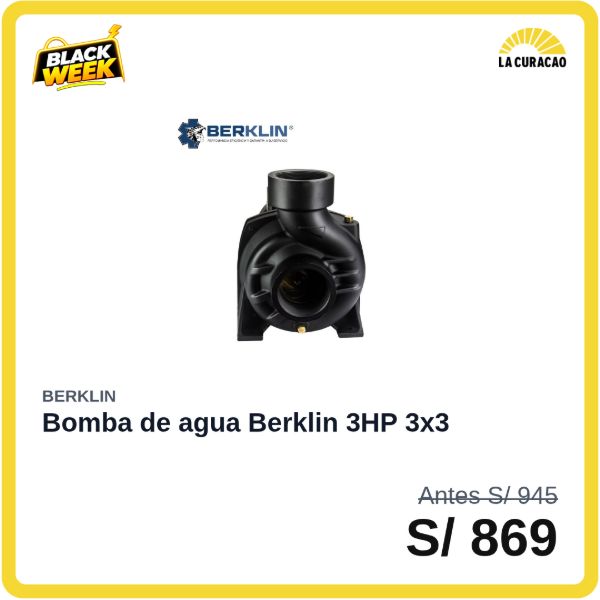 BLACK
WEEK
LA CURACAO
BERKLIN®
BERKLIN
Bomba de agua Berklin 3HP 3x3
Antes S/ 945
S/ 869